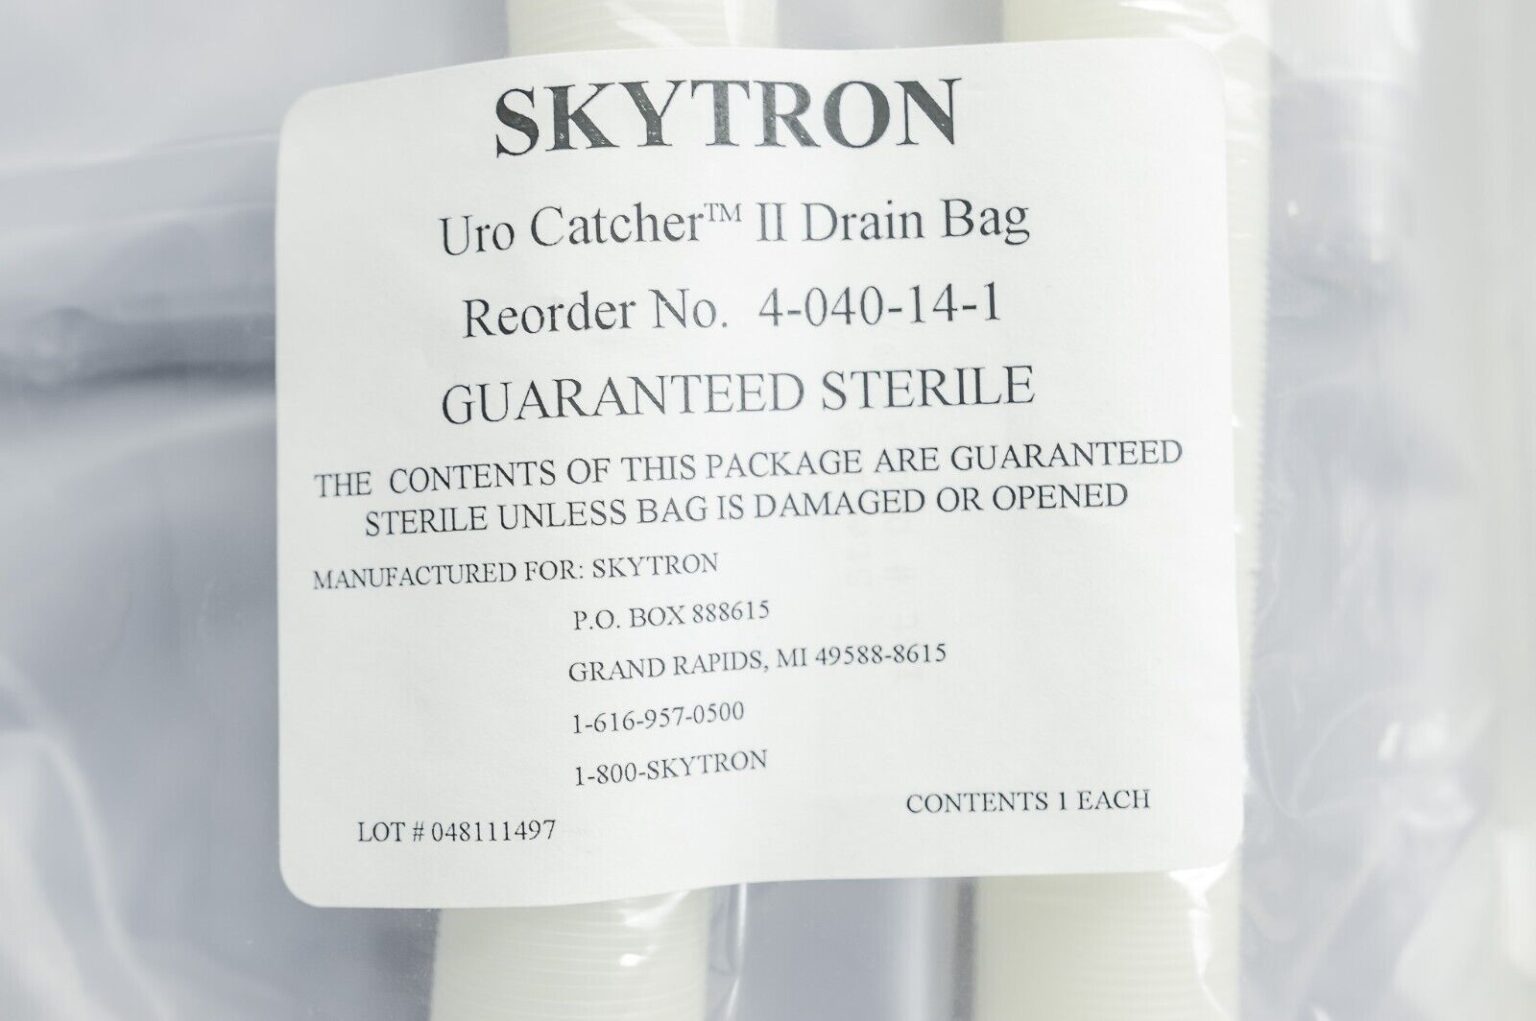 SKYTRON
Uro Catcher™ II Drain Bag
Reorder No. 4-040-14-1
GUARANTEED STERILE
THE CONTENTS OF THIS PACKAGE ARE GUARANTEED
STERILE UNLESS BAG IS DAMAGED OR OPENED
MANUFACTURED FOR: SKYTRON
P.O. BOX 888615
GRAND RAPIDS, MI 49588-8615
1-616-957-0500
1-800-SKYTRON
CONTENTS 1 EACH
LOT # 048111497